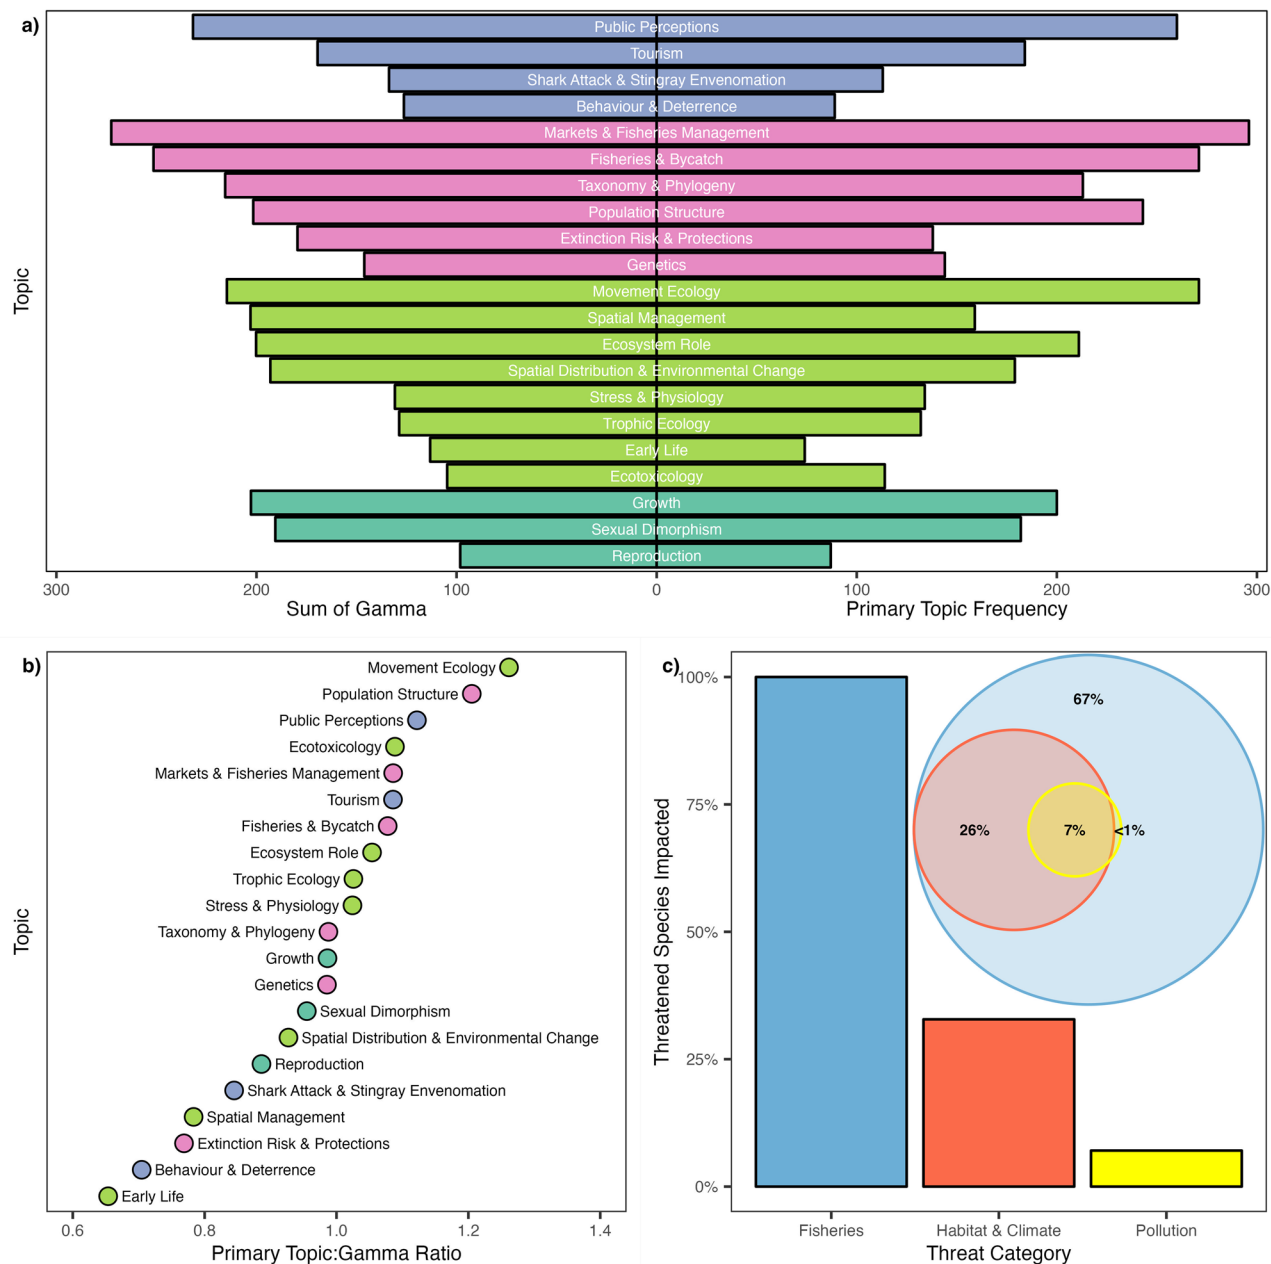 a)
Public Perceptions
Tourism
Shark Attack & Stingray Envenomation
Behaviour & Deterrence
Markets & Fisheries Management
Fisheries & Bycatch
Taxonomy & Phylogeny
Population Structure
Extinction Risk & Protections
Genetics
Movement Ecology
Spatial Management
Ecosystem Role
Spatial Distribution & Environmental Change
Stress & Physiology
Trophic Ecology
Early Life
Ecotoxicology
Growth
Sexual Dimorphism
Reproduction
Topic
300 200 100 0 100 200 300
Sum of Gamma Primary Topic Frequency
b)
Movement Ecology
Population Structure
Public Perceptions
Ecotoxicology
Markets & Fisheries Management
Tourism
Fisheries & Bycatch
Ecosystem Role
Trophic Ecology
Stress & Physiology
Taxonomy & Phylogeny
Growth
Genetics
Sexual Dimorphism
Spatial Distribution & Environmental Change
Reproduction
Shark Attack & Stingray Envenomation
Spatial Management
Extinction Risk & Protections
Behaviour & Deterrence
Early Life
Topic
0.6 0.8 1.0 1.2 1.4
Primary Topic:Gamma Ratio
c)
100%
75%
50%
25%
0%
Threatened Species Impacted
67%
26% 7% <1%
Fisheries Habitat & Climate Pollution
Threat Category